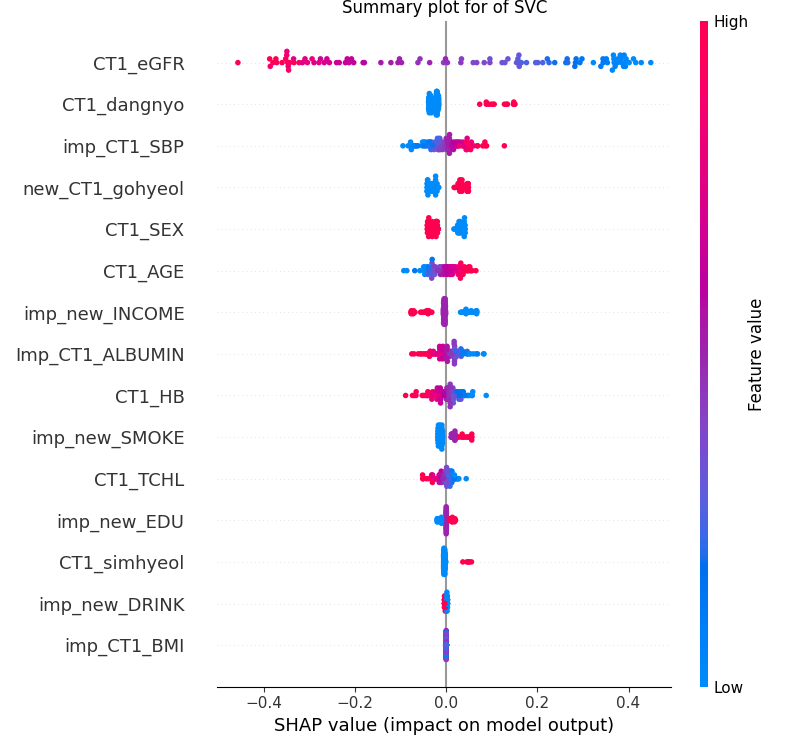 Summary plot for of SVC
High
CT1_eGFR
CT1_dangnyo
imp_CT1_SBP
new_CT1_gohyeol
CT1_SEX
CT1_AGE
imp_new_INCOME
Imp_CT1_ALBUMIN
CT1_HB
imp_new_SMOKE
CT1_TCHL
imp_new_EDU
CT1_simhyeol
imp_new_DRINK
imp_CT1_BMI
Feature value
Low
−0.4 −0.2 0.0 0.2 0.4
SHAP value (impact on model output)